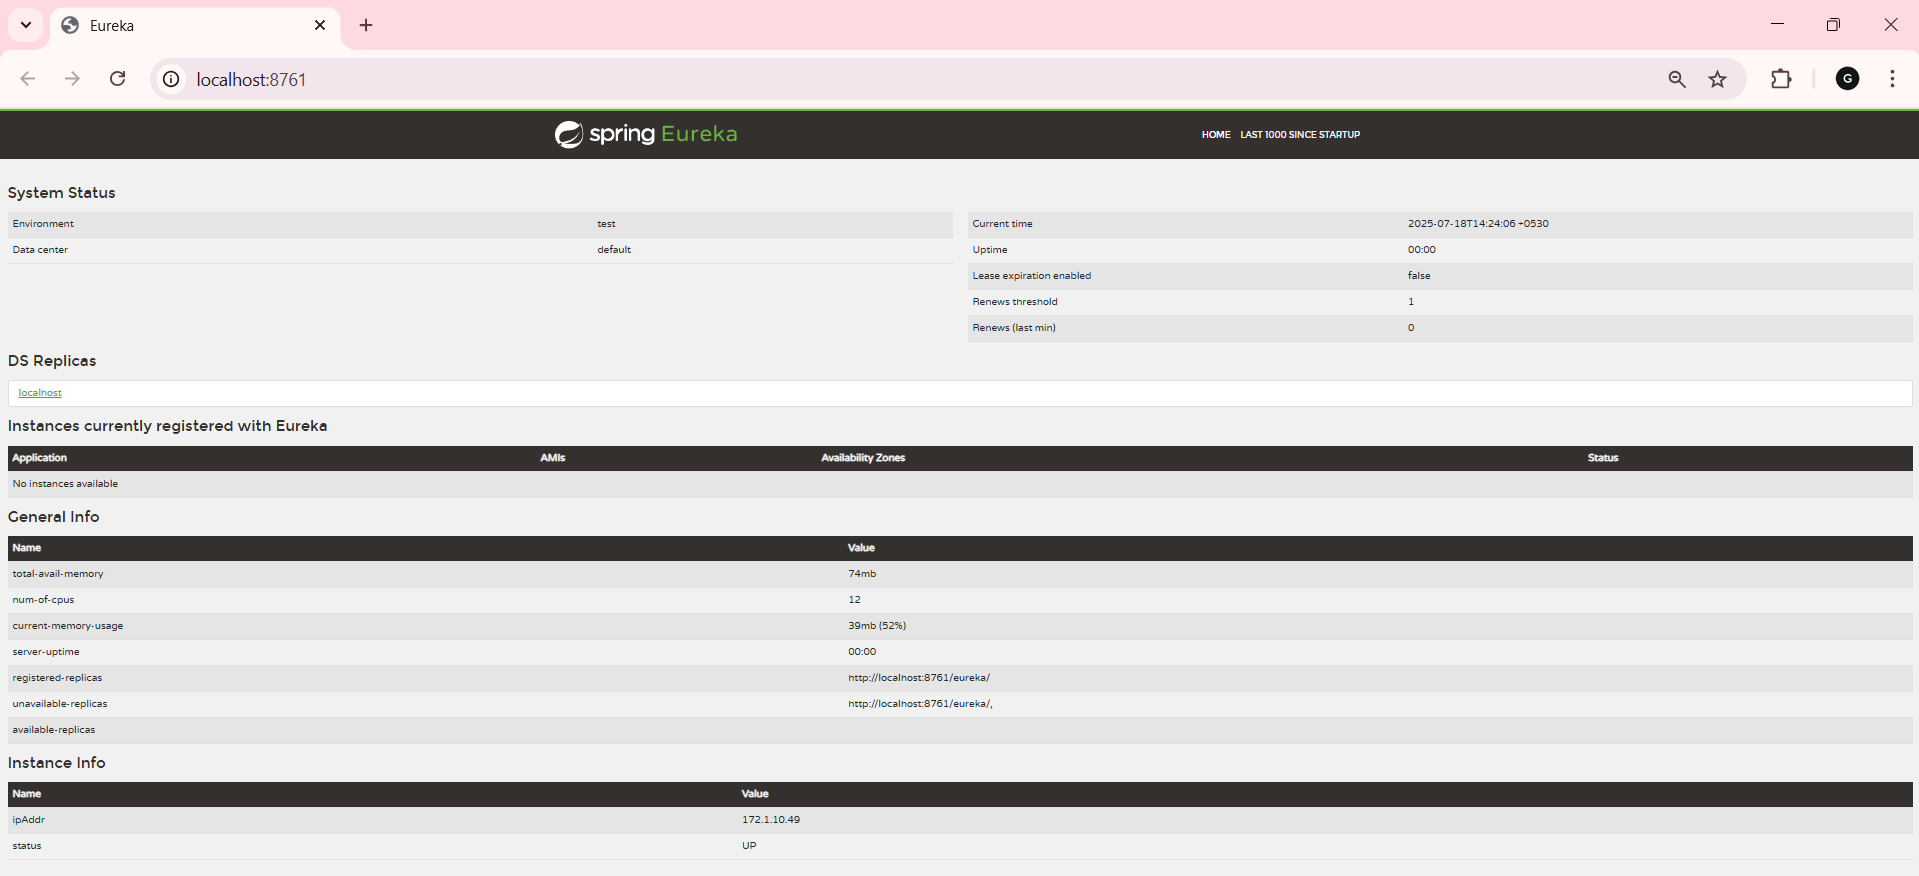 Eureka
localhost:8761
G
spring Eureka
HOME LAST 1000 SINCE STARTUP
System Status
Environment test
Data center default
Current time 2025-07-18T14:24:06 +0530
Uptime 00:00
Lease expiration enabled false
Renews threshold 1
Renews (last min) 0
DS Replicas
localhost
Instances currently registered with Eureka
Application AMIs Availability Zones Status
No instances available
General Info
Name Value
total-avail-memory 74mb
num-of-cpus 12
current-memory-usage 39mb (52%)
server-uptime 00:00
registered-replicas http://localhost:8761/eureka/
unavailable-replicas http://localhost:8761/eureka/,
available-replicas
Instance Info
Name Value
ipAddr 172.1.10.49
status UP